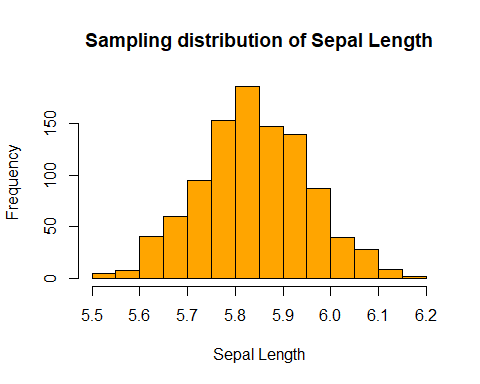 Sampling distribution of Sepal Length
Frequency
150
100
50
0
5.5 5.6 5.7 5.8 5.9 6.0 6.1 6.2
Sepal Length